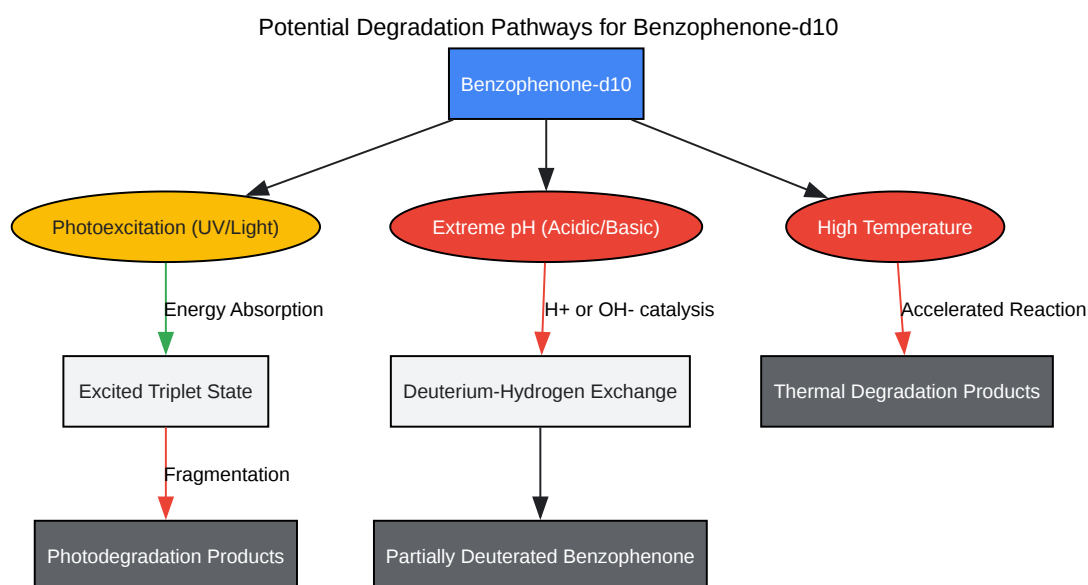 Potential Degradation Pathways for Benzophenone-d10
Benzophenone-d10
Photoexcitation (UV/Light)
Extreme pH (Acidic/Basic)
High Temperature
Energy Absorption
H+ or OH- catalysis
Accelerated Reaction
Excited Triplet State
Deuterium-Hydrogen Exchange
Thermal Degradation Products
Fragmentation
Photodegradation Products
Partially Deuterated Benzophenone